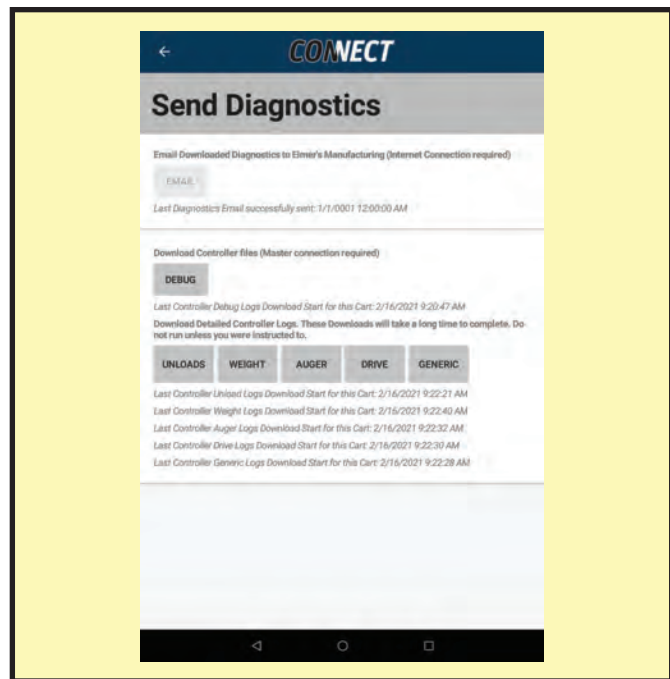 CONNECT
Send Diagnostics
Email Downloaded Diagnostics to Elmer's Manufacturing (Internet Connection required)
EMAIL
Last Diagnostics Email successfully sent: 1/1/0001 12:00:00 AM
Download Controller files (Master connection required)
DEBUG
Last Controller Debug Logs Download Start for this Cart: 2/16/2021 9:20:47 AM
Download Detailed Controller Logs. These Downloads will take a long time to complete. Do
not run unless you were instructed to.
UNLOADS WEIGHT AUGER DRIVE GENERIC
Last Controller Unload Logs Download Start for this Cart: 2/16/2021 9:22:21 AM
Last Controller Weight Logs Download Start for this Cart: 2/16/2021 9:22:40 AM
Last Controller Auger Logs Download Start for this Cart: 2/16/2021 9:22:32 AM
Last Controller Drive Logs Download Start for this Cart: 2/16/2021 9:22:30 AM
Last Controller Generic Logs Download Start for this Cart: 2/16/2021 9:22:28 AM